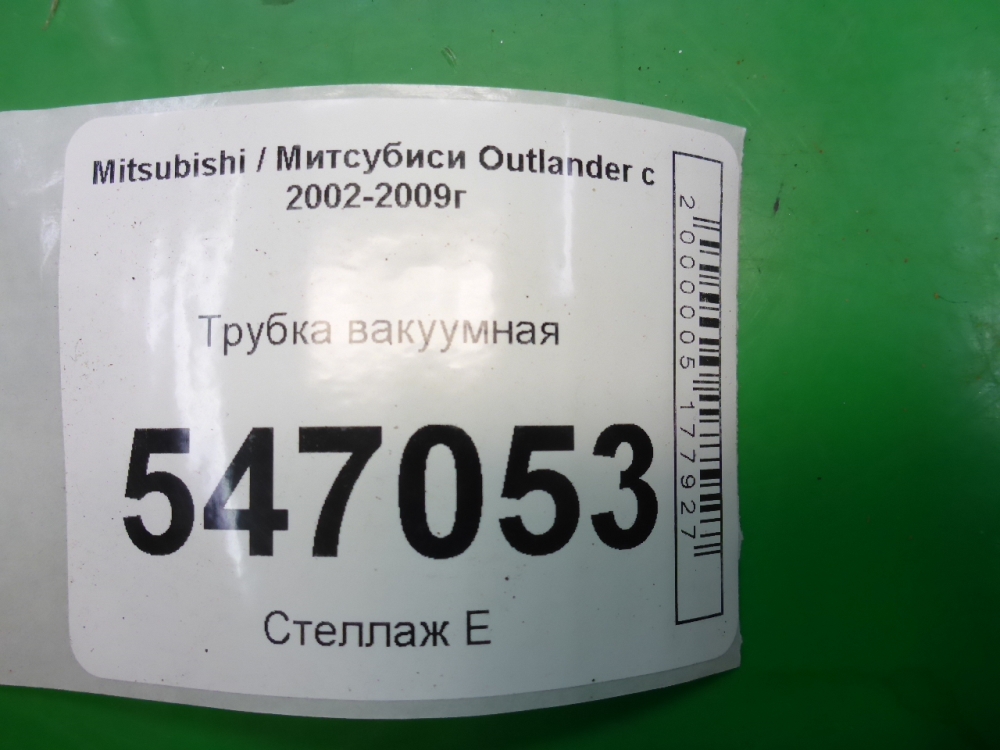 Mitsubishi / Митсубиси Outlander с
2002-2009г
Трубка вакуумная
547053
Стеллаж Е
2000005177927